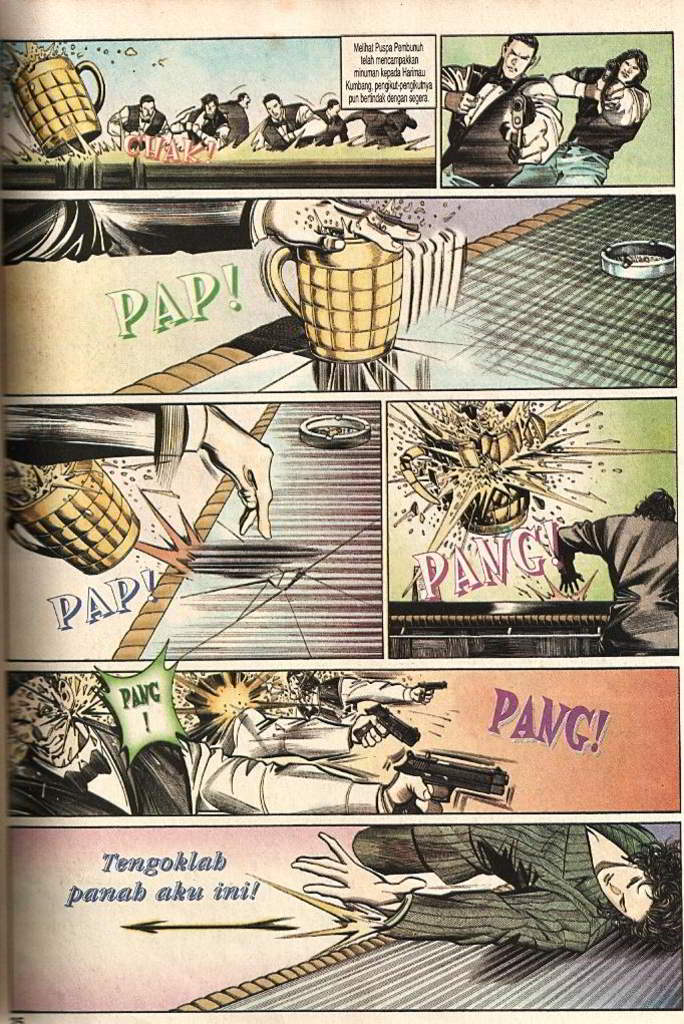 Melihat Puspa Pembunuh
telah mencampakkan
minuman kepada Harimau
Kumbang, pengikut-pengikutnya
pun bertindak dengan segera.
CHAK!
PAP!
PAP!
PANG!
PANG
!
PANG!
Tengoklah
panah aku ini!